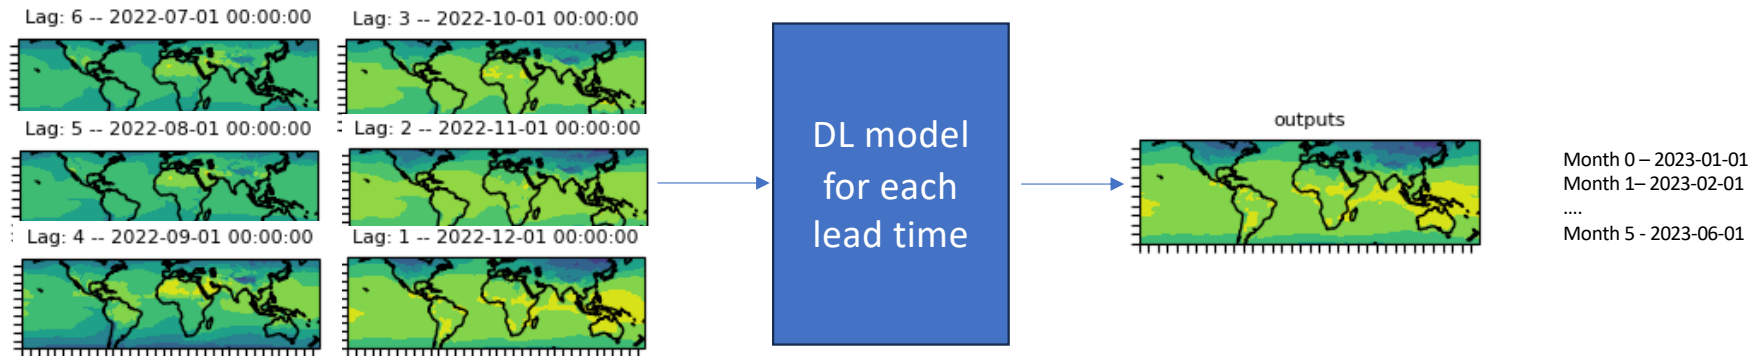 Lag: 6 -- 2022-07-01 00:00:00
Lag: 3 -- 2022-10-01 00:00:00
Lag: 5 -- 2022-08-01 00:00:00
Lag: 2 -- 2022-11-01 00:00:00
Lag: 4 -- 2022-09-01 00:00:00
Lag: 1 -- 2022-12-01 00:00:00
DL model
for each
lead time
outputs
Month 0 – 2023-01-01
Month 1– 2023-02-01
....
Month 5 - 2023-06-01